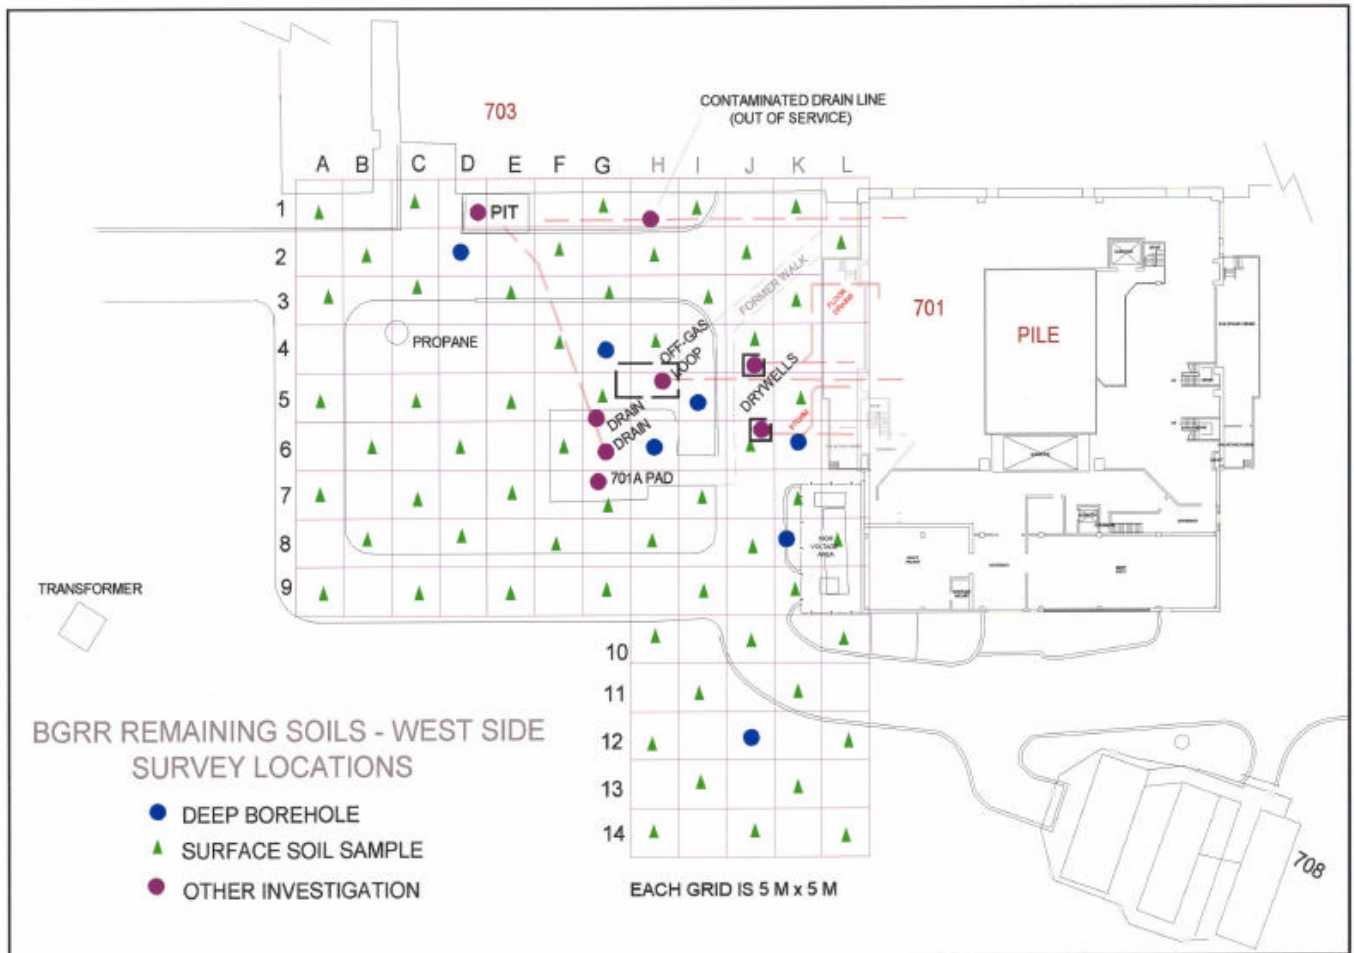 703
CONTAMINATED DRAIN LINE
(OUT OF SERVICE)
A B C D E F G H I J K L
1
PIT
2
3
FORMER WALK
FLOOR
DRAINS
701
PILE
4
PROPANE
OFF-GAS
LOOP
5
DRYWELLS
DRAIN
DRAIN
6
701A PAD
7
8
HIGH
VOLTAGE
AREA
9
TRANSFORMER
10
11
12
13
14
BGRR REMAINING SOILS - WEST SIDE
SURVEY LOCATIONS
DEEP BOREHOLE
SURFACE SOIL SAMPLE
OTHER INVESTIGATION
EACH GRID IS 5 M x 5 M
708